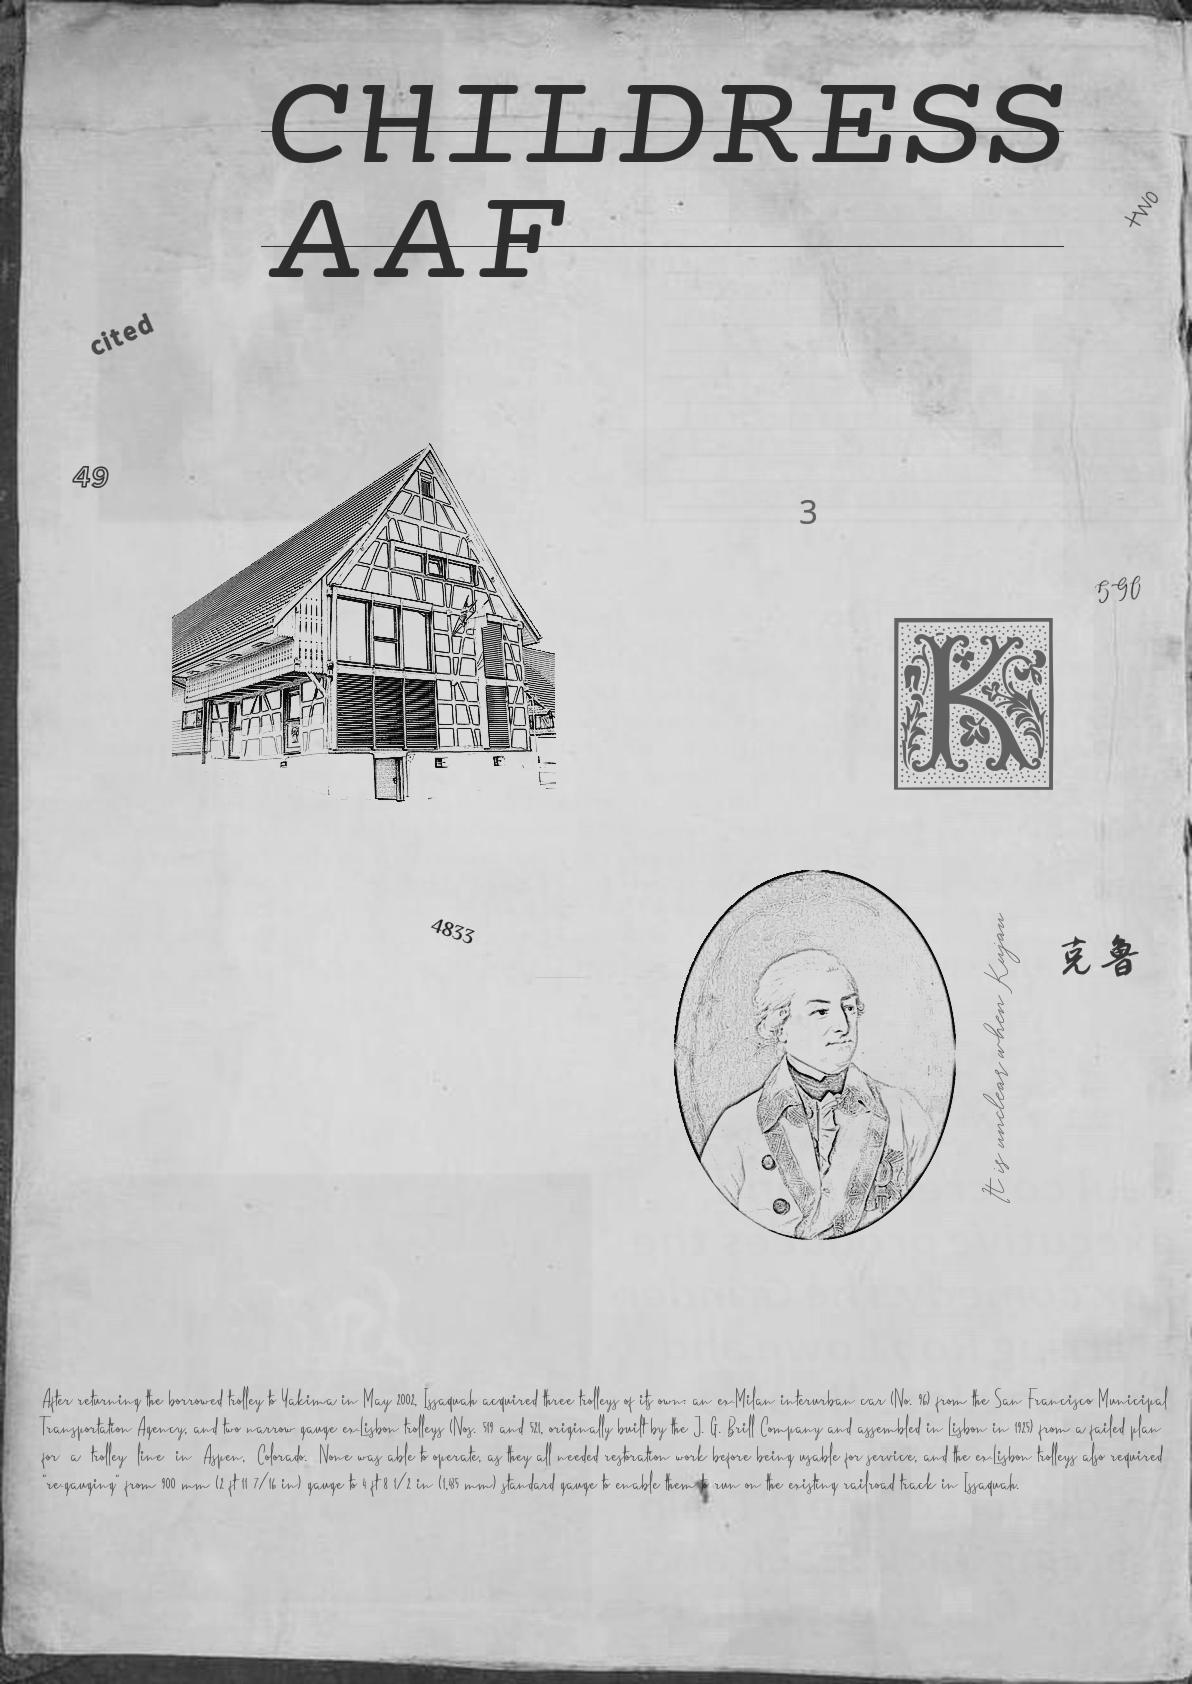 CHILDRESS
AAF
two
cited
49
3
590
K
4833
It is unclear when Kujan
克鲁
After returning the borrowed trolley to Yakima in May 2002, Issaquah acquired three trolleys of its own: an ex-Milan interurban car (No. 96) from the San Francisco Municipal
Transportation Agency, and two narrow gauge ex-Lisbon trolleys (Nos. 519 and 521, originally built by the J. G. Brill Company and assembled in Lisbon in 1925) from a failed plan
for a trolley line in Aspen, Colorado. None was able to operate, as they all needed restoration work before being usable for service, and the ex-Lisbon trolleys also required
"re-gauging" from 900 mm (2 ft 11 7/16 in) gauge to 4 ft 8 1/2 in (1,435 mm) standard gauge to enable them to run on the existing railroad track in Issaquah.